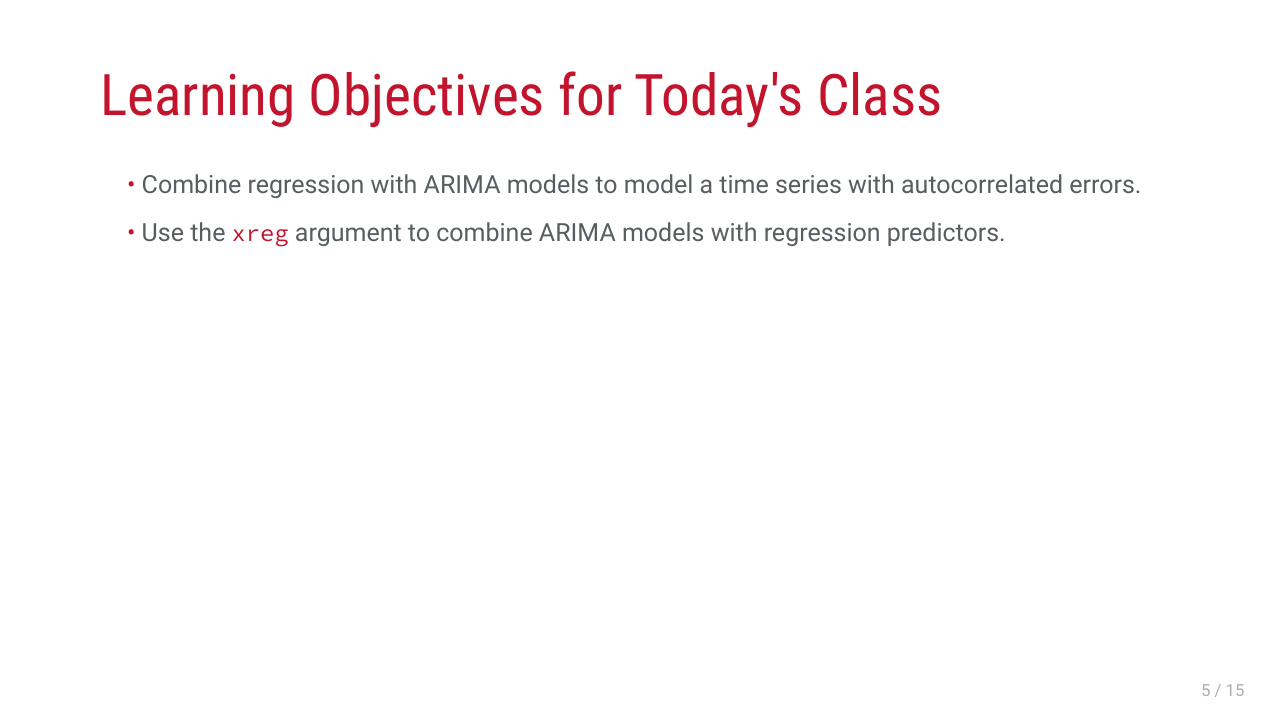 Learning Objectives for Today's Class
• Combine regression with ARIMA models to model a time series with autocorrelated errors.
• Use the xreg argument to combine ARIMA models with regression predictors.
5 / 15